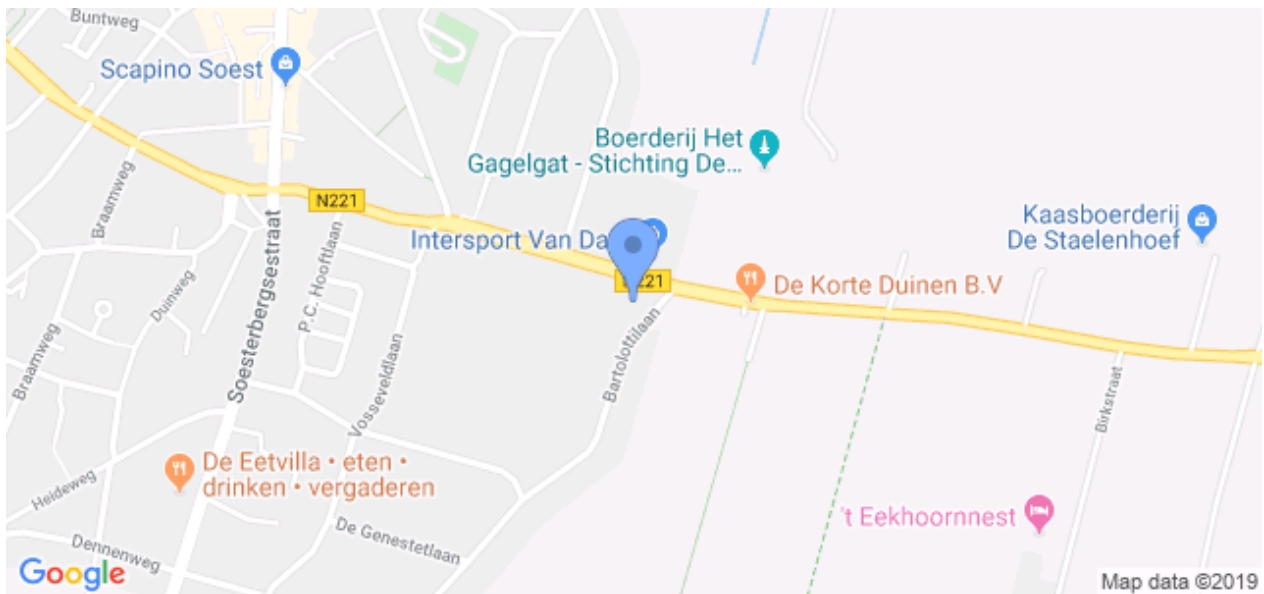 Buntweg
Scapino Soest
Boerderij Het
Gagelgat - Stichting De...
Braamweg
N221
Kaasboerderij
De Staelenhoef
Intersport Van Da
221
De Korte Duinen B.V
Duinweg
P.C. Hooftlaan
Soesterbergsestraat
Braamweg
Vosseveldlaan
Bartolottilaan
Birkstraat
De Eetvilla • eten •
drinken • vergaderen
Heideweg
't Eekhoornnest
De Genestetlaan
Dennenweg
Google
Map data ©2019